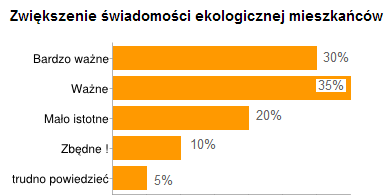 Zwiększenie świadomości ekologicznej mieszkańców
Bardzo ważne 30%
Ważne 35%
Mało istotne 20%
Zbędne ! 10%
trudno powiedzieć 5%